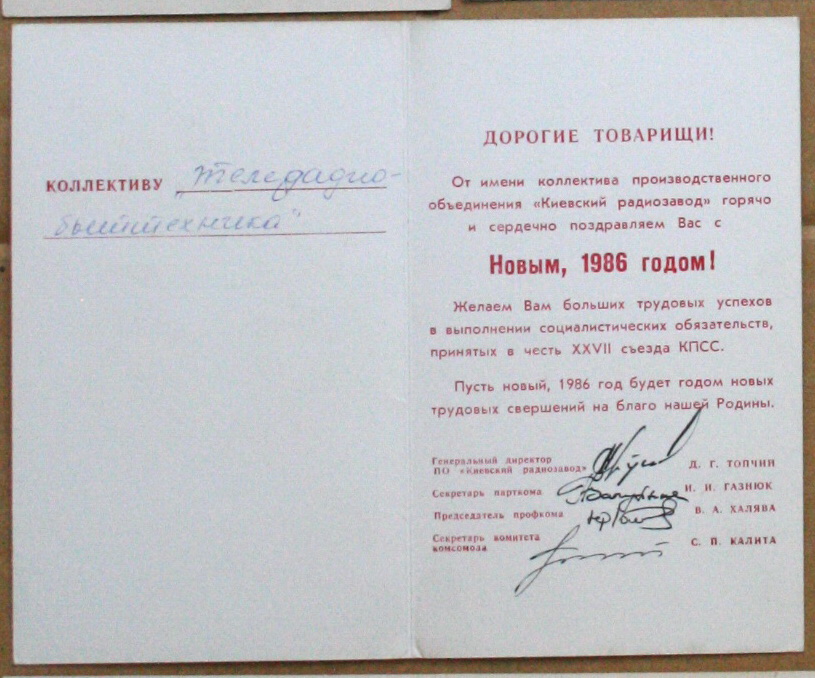 КОЛЛЕКТИВУ „Телерадио-
бытттехника"
ДОРОГИЕ ТОВАРИЩИ!
От имени коллектива производственного
объединения «Киевский радиозавод» горячо
и сердечно поздравляем Вас с
Новым, 1986 годом!
Желаем Вам больших трудовых успехов
в выполнении социалистических обязательств,
принятых в честь XXVII съезда КПСС.
Пусть новый, 1986 год будет годом новых
трудовых свершений на благо нашей Родины.
Генеральный директор
ПО «Киевский радиозавод» Д. Г. ТОПЧИЙ
Секретарь парткома И. И. ГАЗНЮК
Председатель профкома В. А. ХАЛЯВА
Секретарь комитета
комсомола С. П. КАЛИТА